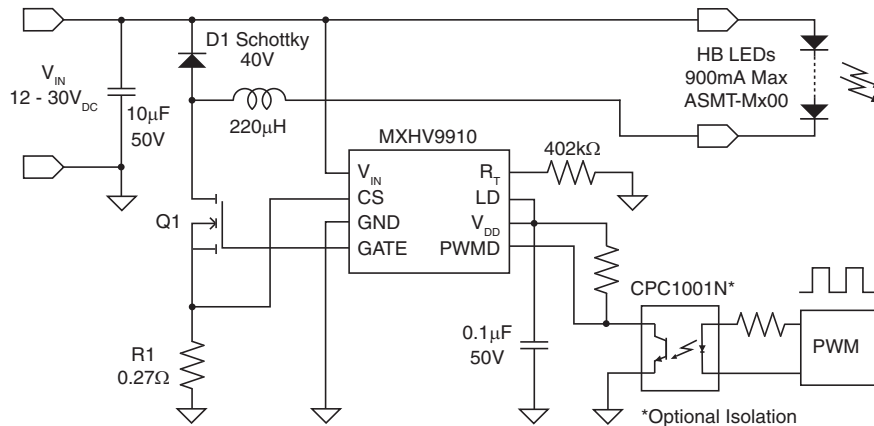 D1 Schottky
40V
HB LEDs
900mA Max
ASMT-Mx00
V_IN
12 - 30V_DC
10µF
50V
220µH
MXHV9910
402kΩ
V_IN
R_T
CS
LD
GND
V_DD
GATE
PWMD
Q1
CPC1001N*
0.1µF
50V
PWM
R1
0.27Ω
*Optional Isolation